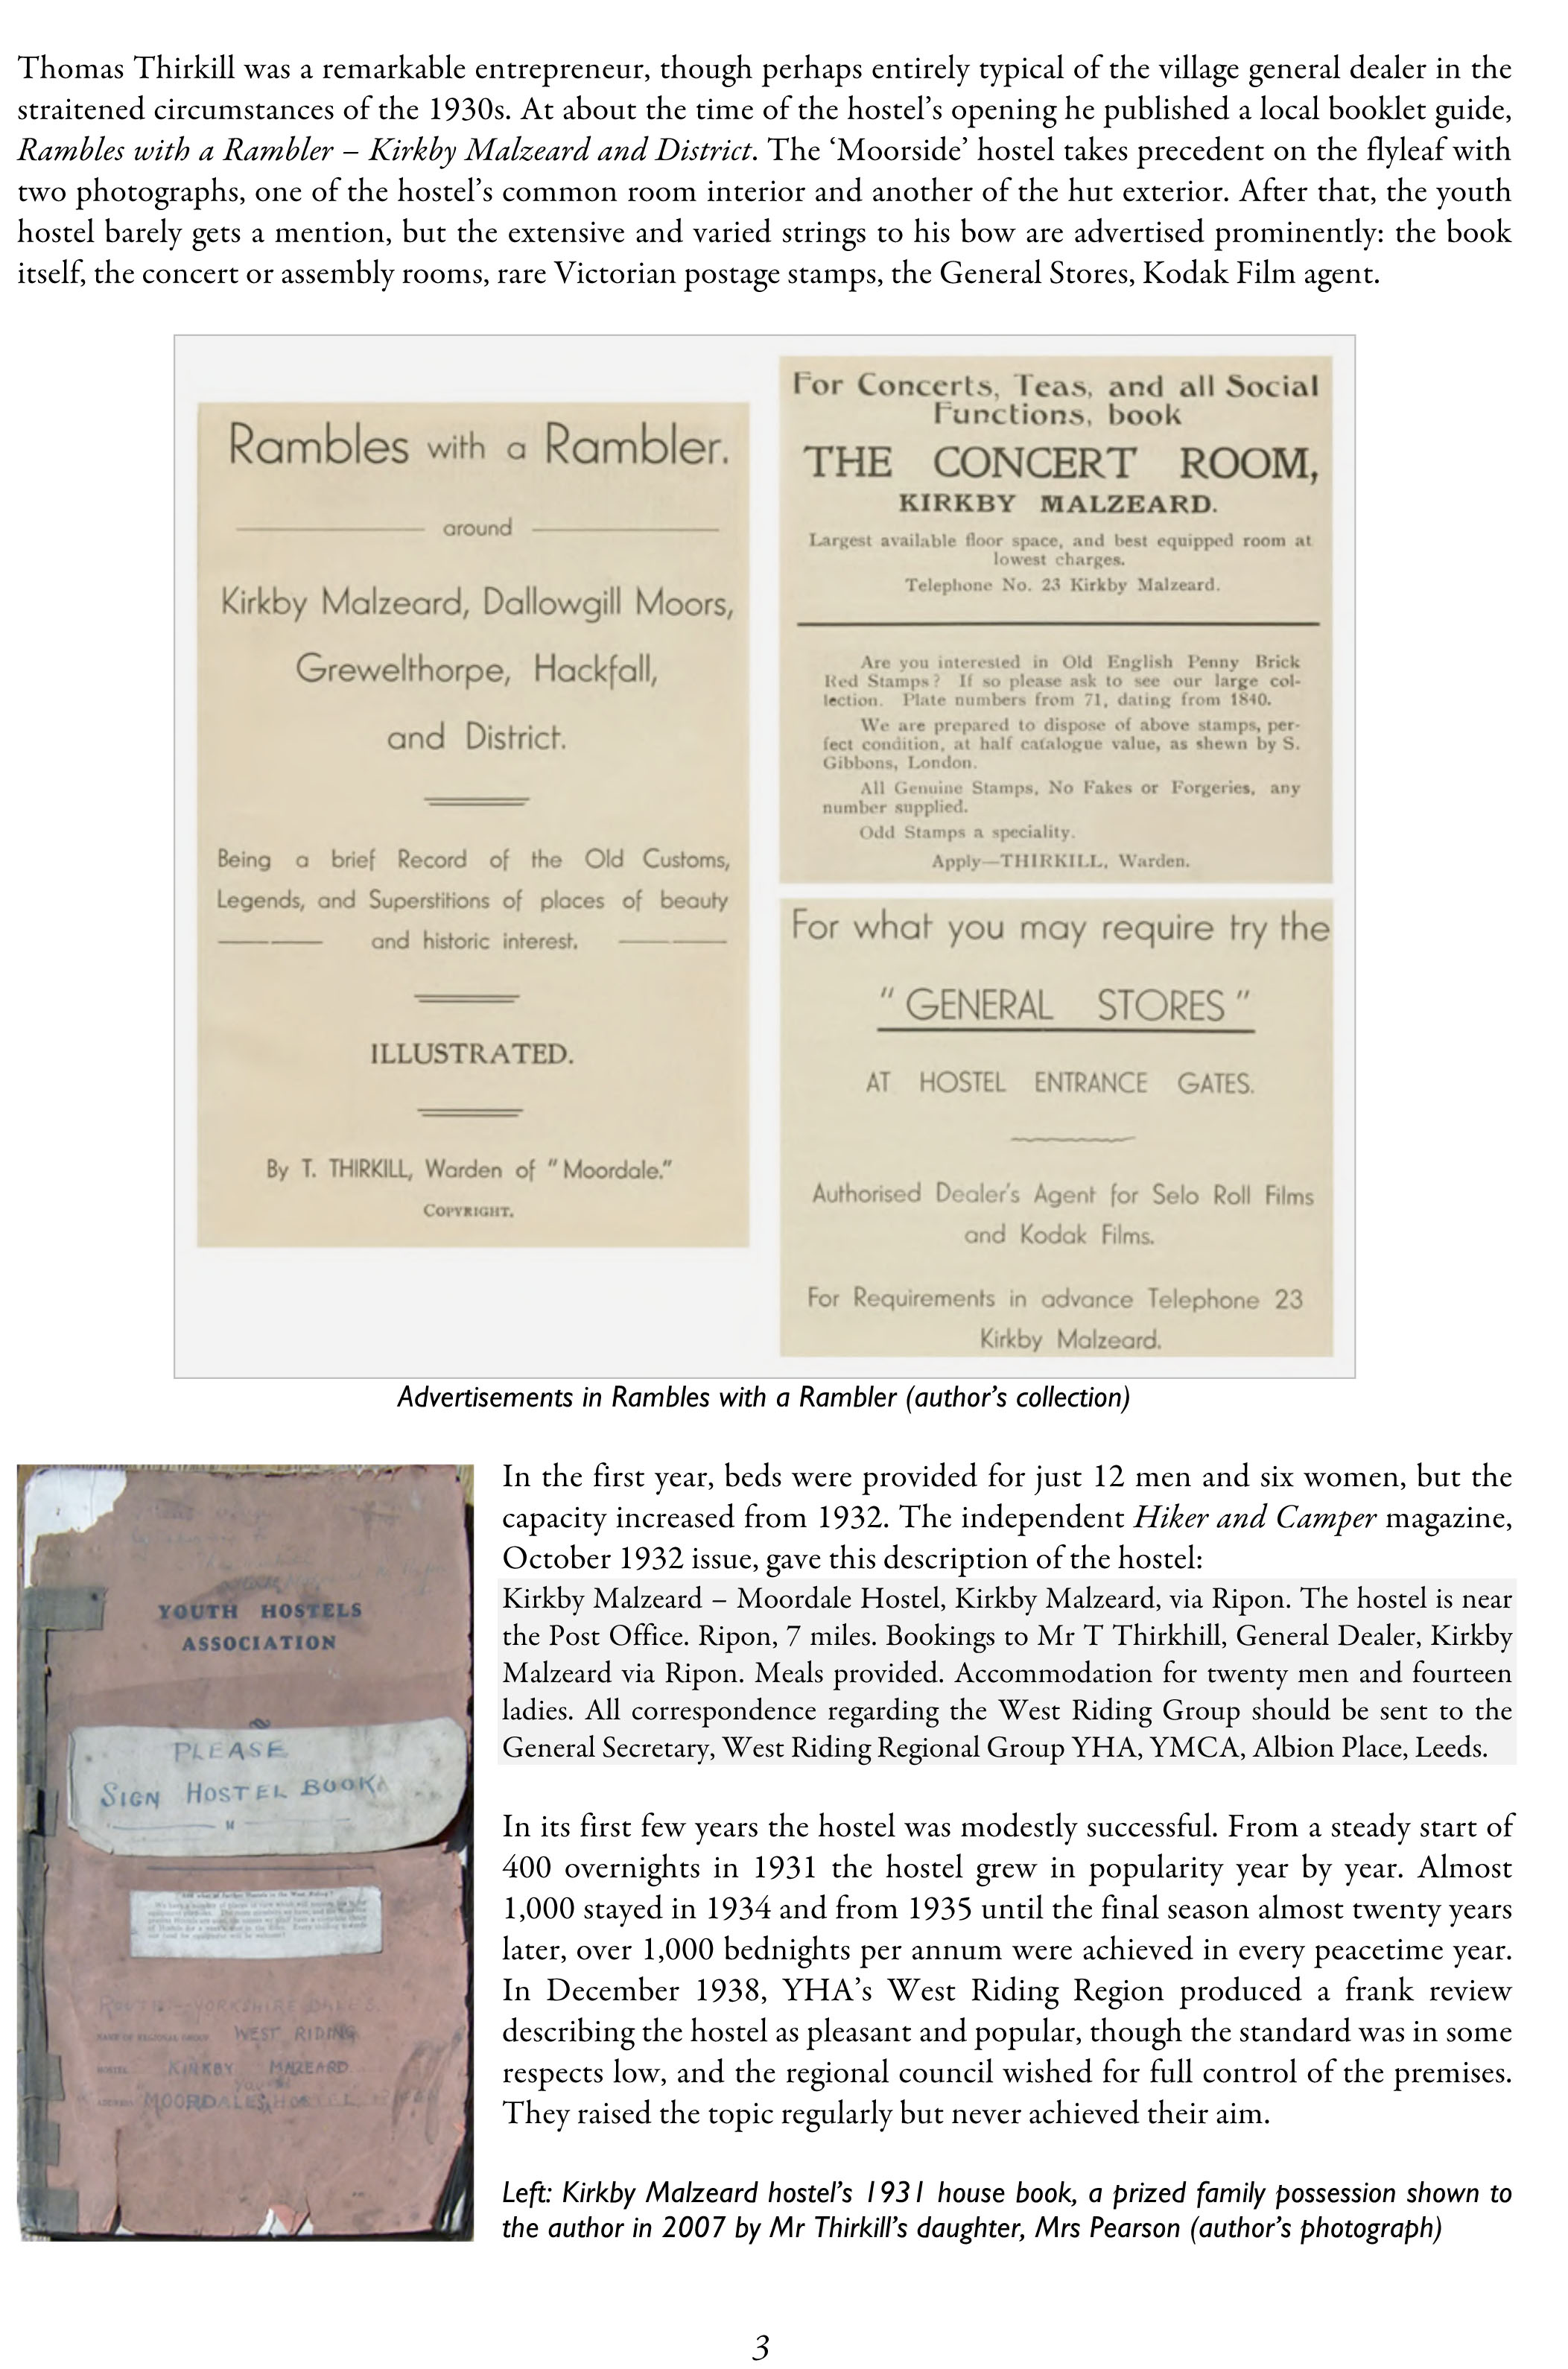 Thomas Thirkill was a remarkable entrepreneur, though perhaps entirely typical of the village general dealer in the
straitened circumstances of the 1930s. At about the time of the hostel’s opening he published a local booklet guide,
Rambles with a Rambler – Kirkby Malzeard and District. The ‘Moorside’ hostel takes precedent on the flyleaf with
two photographs, one of the hostel’s common room interior and another of the hut exterior. After that, the youth
hostel barely gets a mention, but the extensive and varied strings to his bow are advertised prominently: the book
itself, the concert or assembly rooms, rare Victorian postage stamps, the General Stores, Kodak Film agent.
Rambles with a Rambler.
around
Kirkby Malzeard, Dallowgill Moors,
Grewelthorpe, Hackfall,
and District.
Being a brief Record of the Old Customs,
Legends, and Superstitions of places of beauty
and historic interest.
ILLUSTRATED.
By T. THIRKILL, Warden of "Moordale."
COPYRIGHT.
For Concerts, Teas, and all Social
Functions, book
THE CONCERT ROOM,
KIRKBY MALZEARD.
Largest available floor space, and best equipped room at
lowest charges.
Telephone No. 23 Kirkby Malzeard.
Are you interested in Old English Penny Brick
Red Stamps? If so please ask to see our large col-
lection. Plate numbers from 71, dating from 1840.
We are prepared to dispose of above stamps, per-
fect condition, at half catalogue value, as shewn by S.
Gibbons, London.
All Genuine Stamps, No Fakes or Forgeries, any
number supplied.
Odd Stamps a speciality.
Apply—THIRKILL, Warden.
For what you may require try the
"GENERAL STORES"
AT HOSTEL ENTRANCE GATES.
Authorised Dealer's Agent for Selo Roll Films
and Kodak Films.
For Requirements in advance Telephone 23
Kirkby Malzeard.
Advertisements in Rambles with a Rambler (author’s collection)
YOUTH HOSTELS
ASSOCIATION
PLEASE
SIGN HOSTEL BOOK
YORKSHIRE DALES
NAME OF REGIONAL GROUP WEST RIDING
HOSTEL KIRKBY MALZEARD
ADDRESS MOORDALE HOSTEL
In the first year, beds were provided for just 12 men and six women, but the
capacity increased from 1932. The independent Hiker and Camper magazine,
October 1932 issue, gave this description of the hostel:
Kirkby Malzeard – Moordale Hostel, Kirkby Malzeard, via Ripon. The hostel is near
the Post Office. Ripon, 7 miles. Bookings to Mr T Thirkhill, General Dealer, Kirkby
Malzeard via Ripon. Meals provided. Accommodation for twenty men and fourteen
ladies. All correspondence regarding the West Riding Group should be sent to the
General Secretary, West Riding Regional Group YHA, YMCA, Albion Place, Leeds.
In its first few years the hostel was modestly successful. From a steady start of
400 overnights in 1931 the hostel grew in popularity year by year. Almost
1,000 stayed in 1934 and from 1935 until the final season almost twenty years
later, over 1,000 bednights per annum were achieved in every peacetime year.
In December 1938, YHA’s West Riding Region produced a frank review
describing the hostel as pleasant and popular, though the standard was in some
respects low, and the regional council wished for full control of the premises.
They raised the topic regularly but never achieved their aim.
Left: Kirkby Malzeard hostel’s 1931 house book, a prized family possession shown to
the author in 2007 by Mr Thirkill’s daughter, Mrs Pearson (author’s photograph)
3